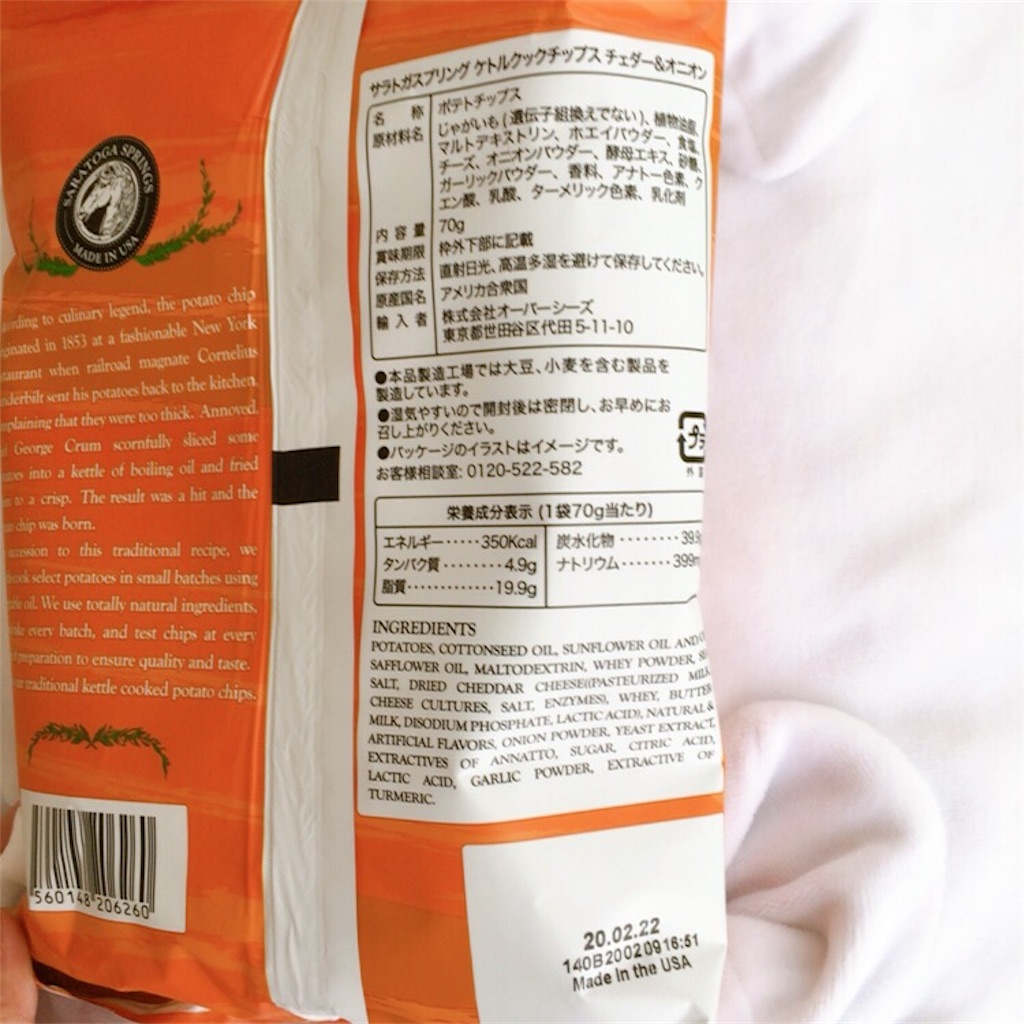 SARATOGA SPRINGS
MADE IN USA
to culinary legend, the potato chip
in 1853 at a fashionable New York
when railroad magnate Cornelius
sent his potatoes back to the kitchen,
that they were too thick. Annoyed,
George Crum scornfully sliced some
into a kettle of boiling oil and fried
to a crisp. The result was a hit and the
chip was born.
to this traditional recipe, we
select potatoes in small batches using
oil. We use totally natural ingredients,
every batch, and test chips at every
preparation to ensure quality and taste.
traditional kettle cooked potato chips.
560148 206260
サラトガスプリング ケトルクックチップス チェダー&オニオン
名 称 ポテトチップス
原材料名 じゃがいも(遺伝子組換えでない)、植物油脂、
マルトデキストリン、ホエイパウダー、食塩、
チーズ、オニオンパウダー、酵母エキス、砂糖、
ガーリックパウダー、香料、アナトー色素、ク
エン酸、乳酸、ターメリック色素、乳化剤
内 容 量 70g
賞味期限 枠外下部に記載
保存方法 直射日光、高温多湿を避けて保存してください。
原産国名 アメリカ合衆国
輸 入 者 株式会社オーバーシーズ
東京都世田谷区代田5-11-10
●本品製造工場では大豆、小麦を含む製品を
製造しています。
●湿気やすいので開封後は密閉し、お早めにお
召し上がりください。
●パッケージのイラストはイメージです。
お客様相談室: 0120-522-582
プラ
外
栄養成分表示 (1袋70g当たり)
エネルギー・・・・・350Kcal 炭水化物・・・・・・・・39.9
タンパク質・・・・・・・・4.9g ナトリウム・・・・・・・399
脂質・・・・・・・・・・・・19.9g
INGREDIENTS
POTATOES, COTTONSEED OIL, SUNFLOWER OIL AND
SAFFLOWER OIL, MALTODEXTRIN, WHEY POWDER,
SALT, DRIED CHEDDAR CHEESE((PASTEURIZED MILK,
CHEESE CULTURES, SALT, ENZYMES), WHEY, BUTTER
MILK, DISODIUM PHOSPHATE, LACTIC ACID), NATURAL &
ARTIFICIAL FLAVORS, ONION POWDER, YEAST EXTRACT,
EXTRACTIVES OF ANNATTO, SUGAR, CITRIC ACID,
LACTIC ACID, GARLIC POWDER, EXTRACTIVE OF
TURMERIC.
20.02.22
140B20020916:51
Made in the USA